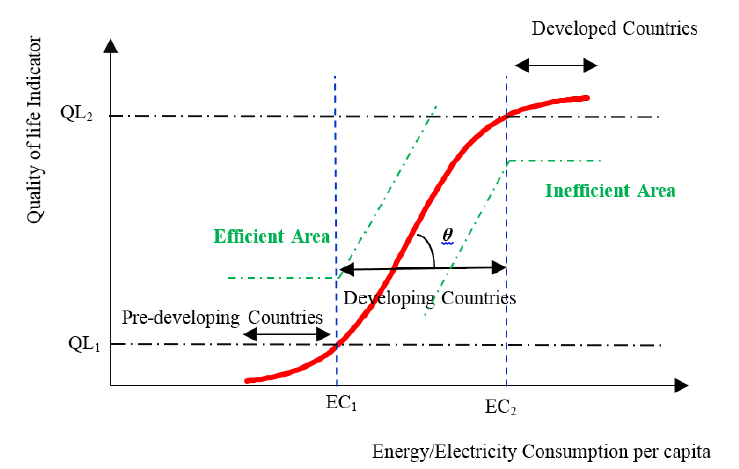 Developed Countries
Quality of life Indicator
QL2
Inefficient Area
Efficient Area
θ
Developing Countries
Pre-developing Countries
QL1
EC1
EC2
Energy/Electricity Consumption per capita